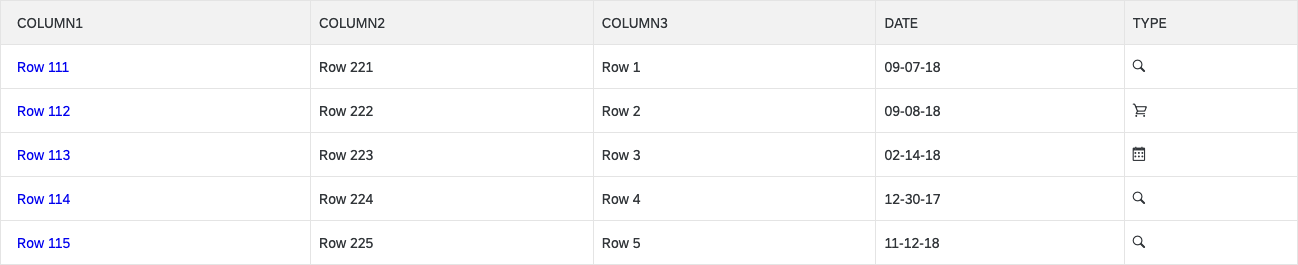 COLUMN1 COLUMN2 COLUMN3 DATE TYPE
Row 111 Row 221 Row 1 09-07-18
Row 112 Row 222 Row 2 09-08-18
Row 113 Row 223 Row 3 02-14-18
Row 114 Row 224 Row 4 12-30-17
Row 115 Row 225 Row 5 11-12-18